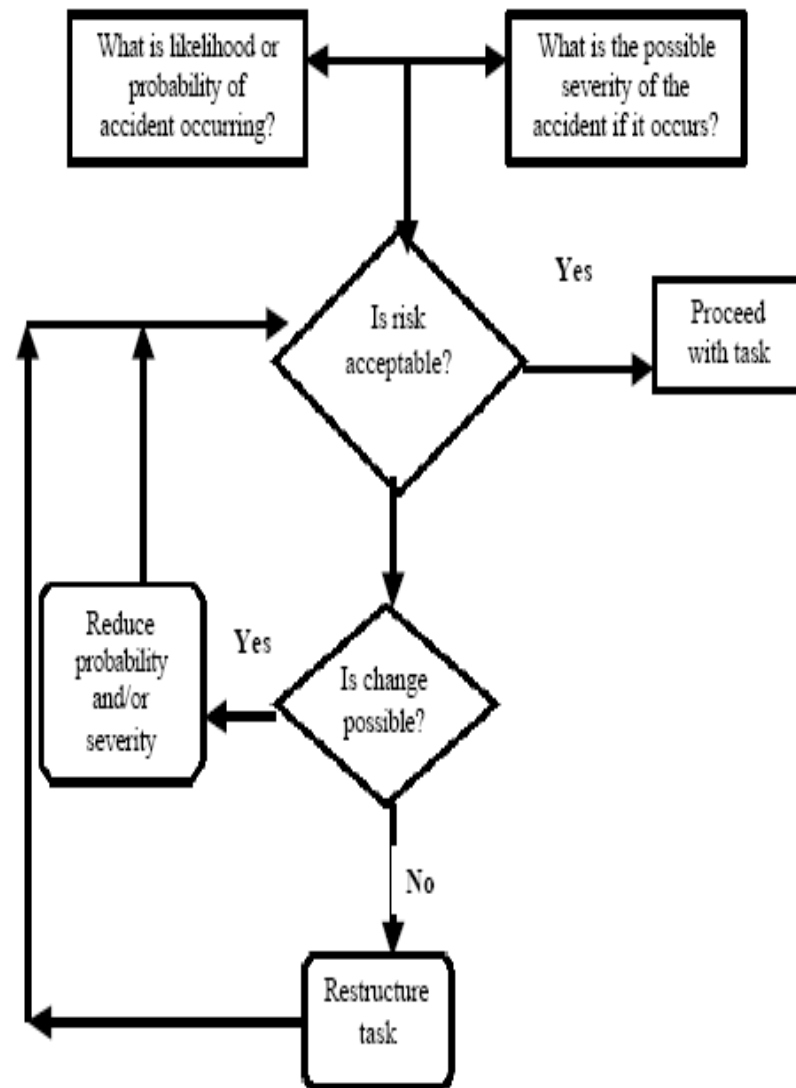 What is likelihood or
probability of
accident occurring?
What is the possible
severity of the
accident if it occurs?
Yes
Is risk
acceptable?
Proceed
with task
Reduce
probability
and/or
severity
Yes
Is change
possible?
No
Restructure
task